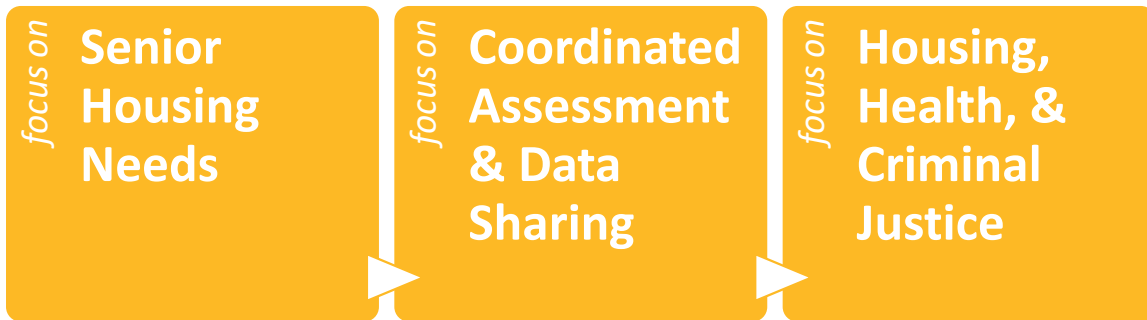 focus on
Senior
Housing
Needs
focus on
Coordinated
Assessment
& Data
Sharing
focus on
Housing,
Health, &
Criminal
Justice